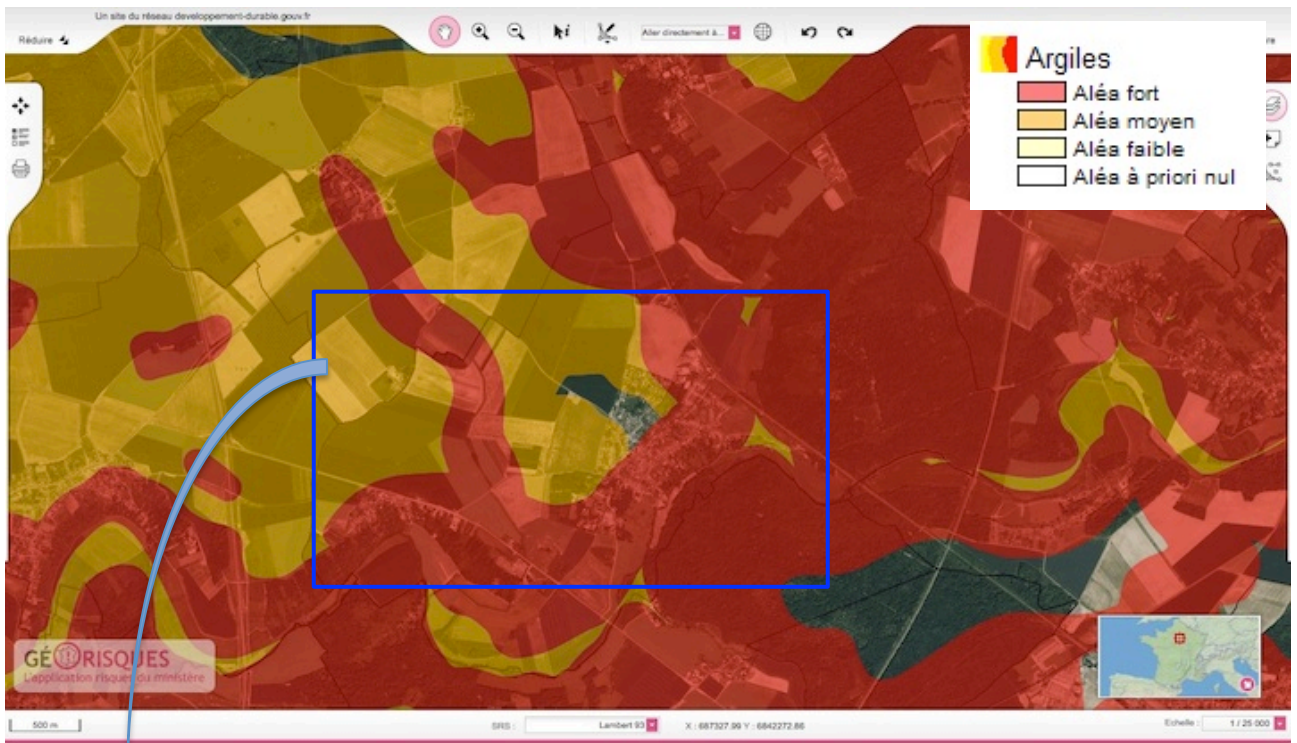 Un site du réseau developpement-durable.gouv.fr
Réduire
Aller directement à...
Argiles
Aléa fort
Aléa moyen
Aléa faible
Aléa à priori nul
GÉORISQUES
L'application risques du ministère
500 m
SRS :
Lambert 93
X : 687327.99 Y : 6842272.86
Echelle :
1 / 25 000